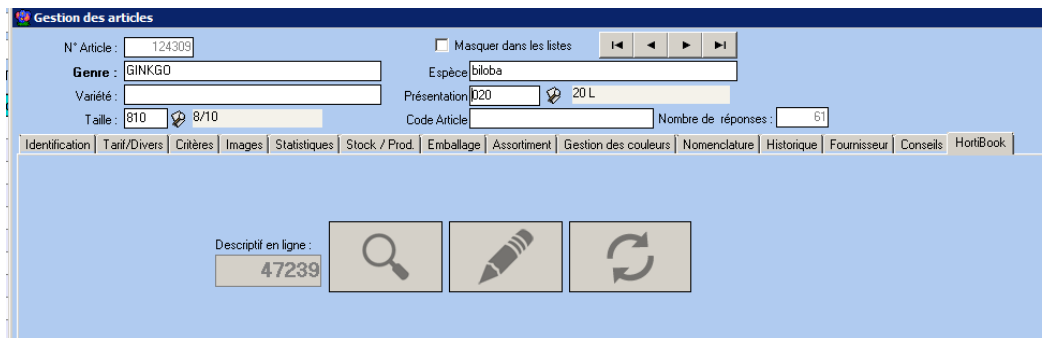 Gestion des articles
N° Article : 124309 Masquer dans les listes
Genre : GINKGO Espèce biloba
Variété : Présentation 020 20 L
Taille : 810 8/10 Code Article Nombre de réponses : 61
Identification Tarif/Divers Critères Images Statistiques Stock / Prod. Emballage Assortiment Gestion des couleurs Nomenclature Historique Fournisseur Conseils HortiBook
Descriptif en ligne :
47239